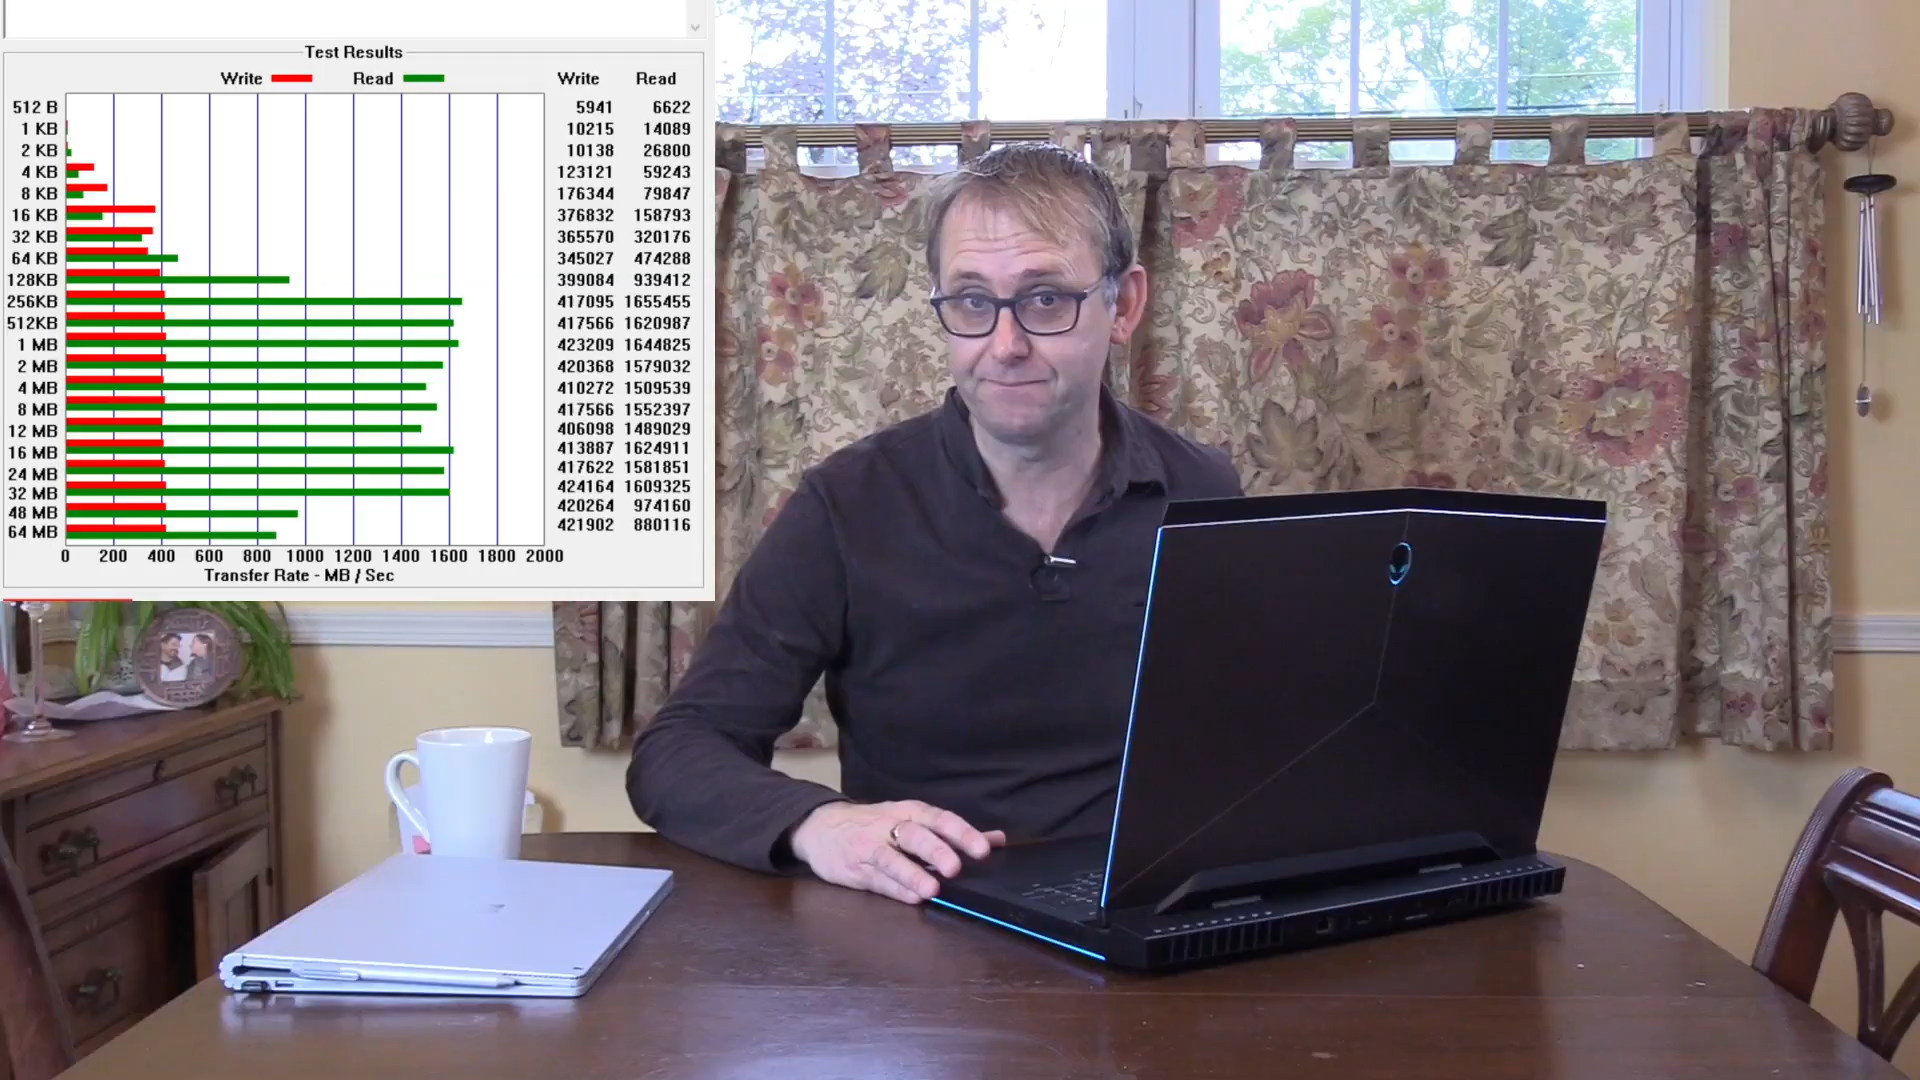 Test Results
Write Read Write Read
512 B 5941 6622
1 KB 10215 14089
2 KB 10138 26800
4 KB 123121 59243
8 KB 176344 79847
16 KB 376832 158793
32 KB 365570 320176
64 KB 345027 474288
128KB 399084 939412
256KB 417095 1655455
512KB 417566 1620987
1 MB 423209 1644825
2 MB 420368 1579032
4 MB 410272 1509539
8 MB 417566 1552397
12 MB 406098 1489029
16 MB 413887 1624911
24 MB 417622 1581851
32 MB 424164 1609325
48 MB 420264 974160
64 MB 421902 880116
0 200 400 600 800 1000 1200 1400 1600 1800 2000
Transfer Rate - MB / Sec